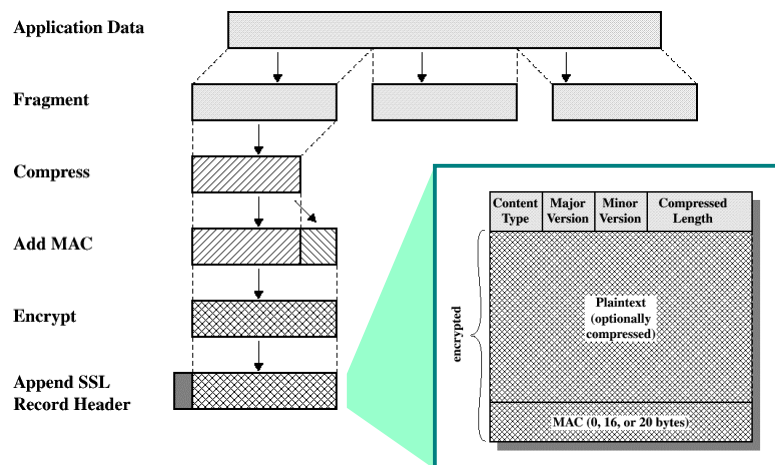 Application Data
Fragment
Compress
Add MAC
Encrypt
Append SSL
Record Header
Content
Type
Major
Version
Minor
Version
Compressed
Length
encrypted
Plaintext
(optionally
compressed)
MAC (0, 16, or 20 bytes)